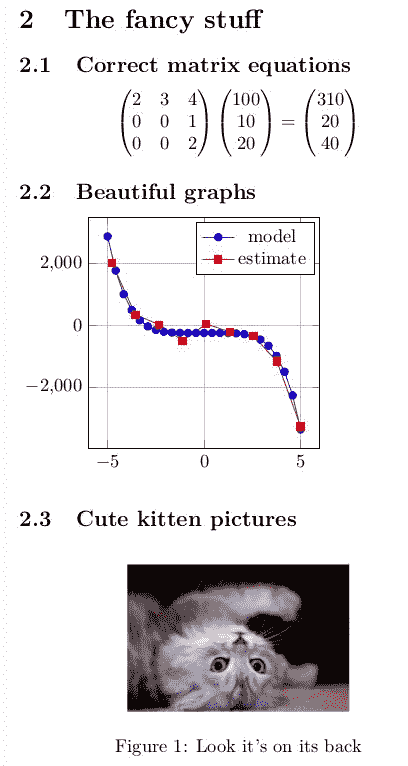 2 The fancy stuff
2.1 Correct matrix equations
2 3 4 100 310
0 0 1 10 = 20
0 0 2 20 40
2.2 Beautiful graphs
model
estimate
2,000
0
−2,000
−5 0 5
2.3 Cute kitten pictures
Figure 1: Look it's on its back